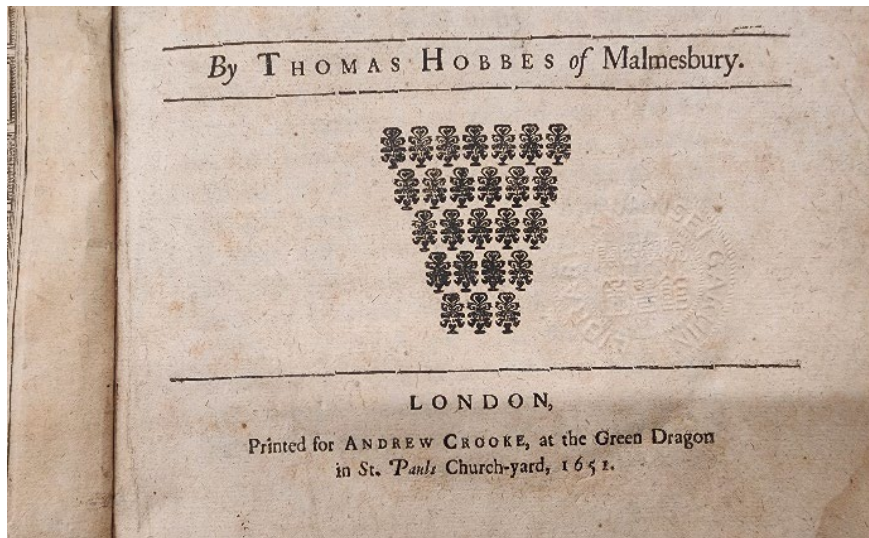 By THOMAS HOBBES of Malmesbury.
LONDON,
Printed for ANDREW CROOKE, at the Green Dragon
in St. Pauls Church-yard, 1651.